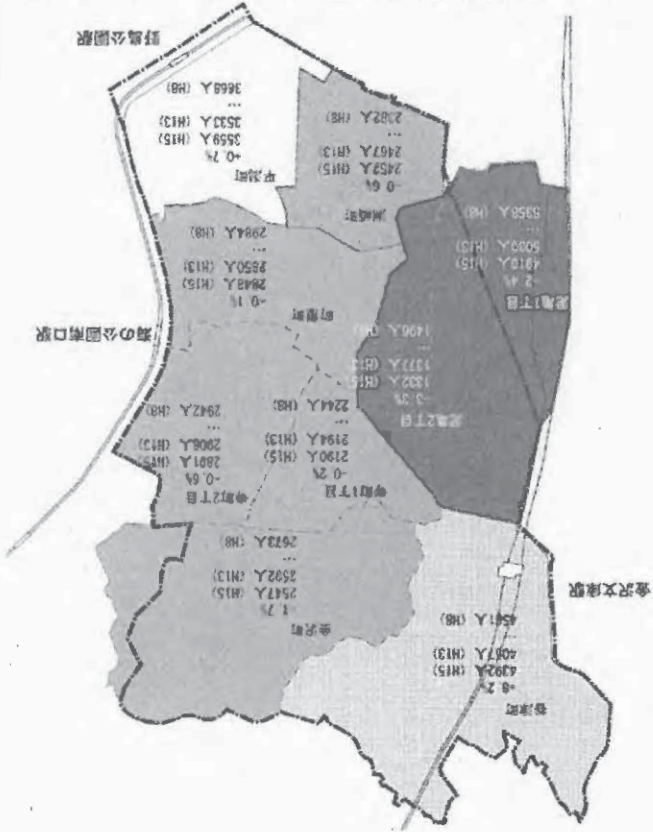 谷津町
+8.2%
4392人 (H15)
4067人 (H13)
…
4561人 (H8)
金沢文庫駅
金沢町
-1.7%
2547人 (H15)
2592人 (H13)
…
2673人 (H8)
寺前1丁目
-0.2%
2190人 (H15)
2194人 (H13)
…
2244人 (H8)
寺前2丁目
-0.6%
2891人 (H15)
2908人 (H13)
…
2942人 (H8)
泥亀2丁目
-3.3%
1332人 (H15)
1377人 (H13)
…
1496人 (H8)
泥亀1丁目
-2.4%
4918人 (H15)
5039人 (H13)
…
5358人 (H8)
海の公園南口駅
町屋町
-0.1%
2848人 (H15)
2850人 (H13)
…
2984人 (H8)
洲崎町
-0.6%
2452人 (H15)
2467人 (H13)
…
2382人 (H8)
平潟町
+0.7%
3559人 (H15)
3533人 (H13)
…
3668人 (H8)
野島公園駅